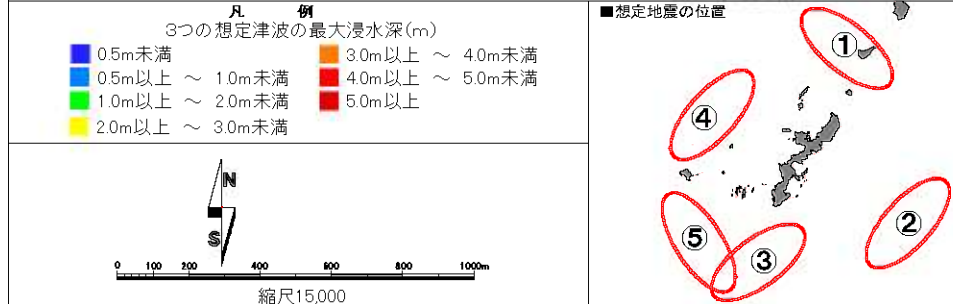 凡 例
3つの想定津波の最大浸水深(m)
0.5m未満
0.5m以上 ～ 1.0m未満
1.0m以上 ～ 2.0m未満
2.0m以上 ～ 3.0m未満
3.0m以上 ～ 4.0m未満
4.0m以上 ～ 5.0m未満
5.0m以上
N
S
0 100 200 400 600 800 1000m
縮尺15,000
■想定地震の位置
①
④
②
⑤
③